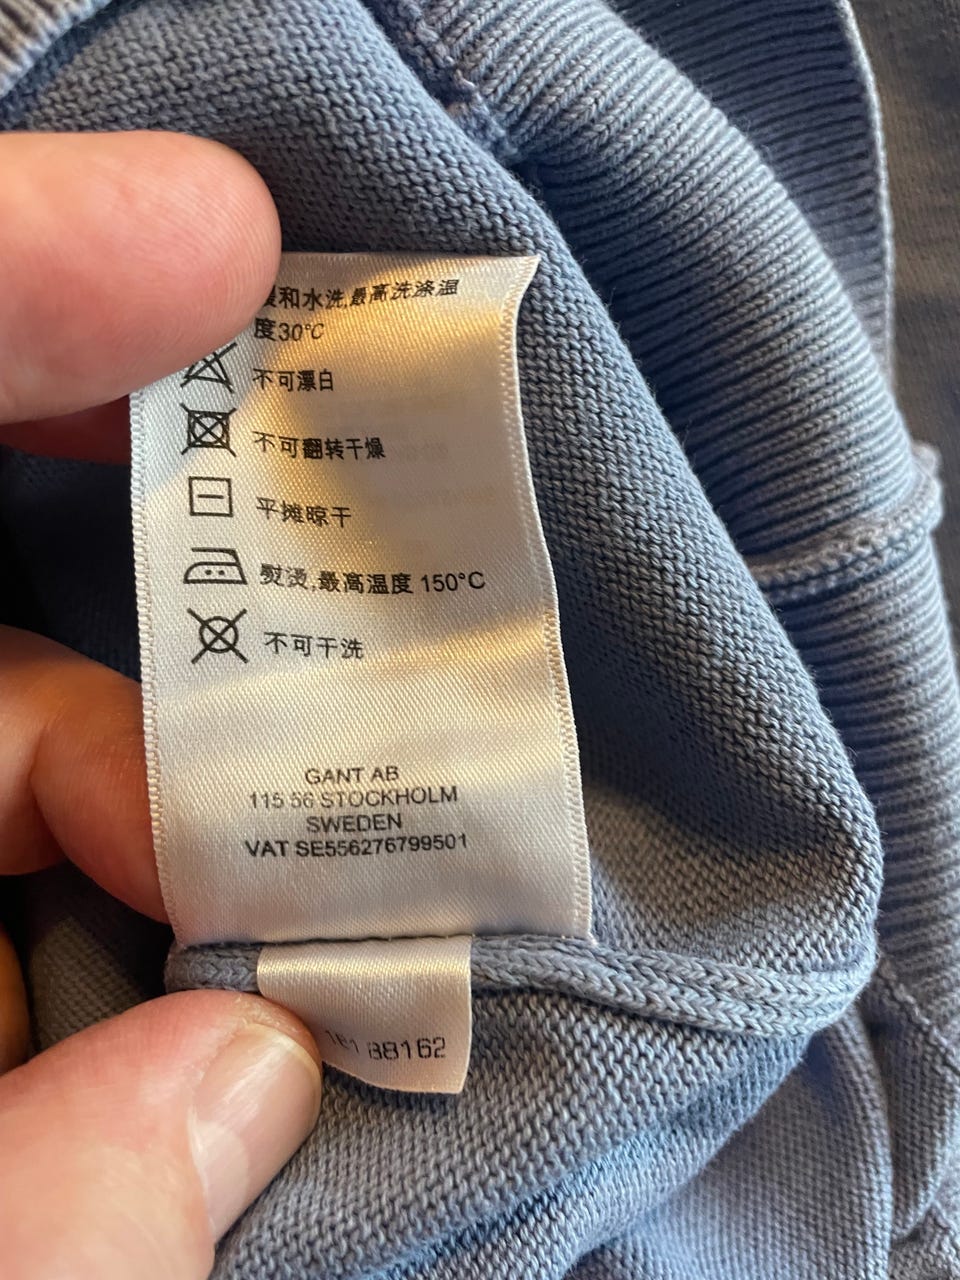 和水洗,最高洗涤温
度30°C
不可漂白
不可翻转干燥
平摊晾干
熨烫,最高温度 150°C
不可干洗
GANT AB
115 56 STOCKHOLM
SWEDEN
VAT SE556276799501
88162